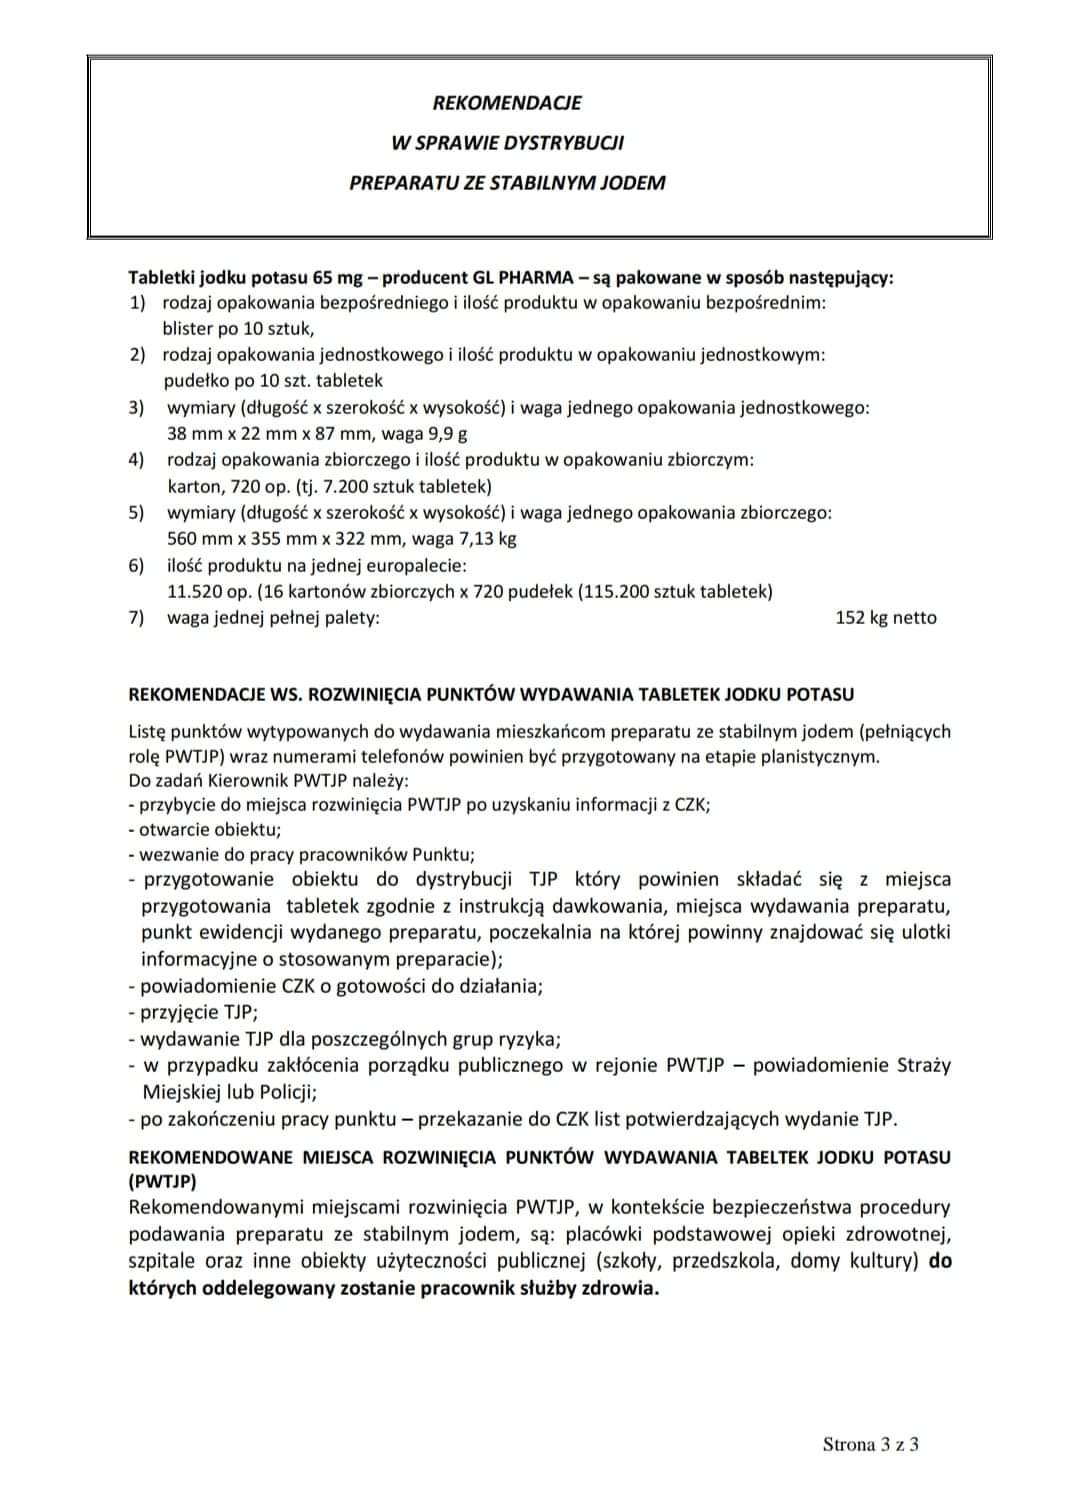 REKOMENDACJE
W SPRAWIE DYSTRYBUCJI
PREPARATU ZE STABILNYM JODEM
Tabletki jodku potasu 65 mg – producent GL PHARMA – są pakowane w sposób następujący:
1) rodzaj opakowania bezpośredniego i ilość produktu w opakowaniu bezpośrednim:
blister po 10 sztuk,
2) rodzaj opakowania jednostkowego i ilość produktu w opakowaniu jednostkowym:
pudełko po 10 szt. tabletek
3) wymiary (długość x szerokość x wysokość) i waga jednego opakowania jednostkowego:
38 mm x 22 mm x 87 mm, waga 9,9 g
4) rodzaj opakowania zbiorczego i ilość produktu w opakowaniu zbiorczym:
karton, 720 op. (tj. 7.200 sztuk tabletek)
5) wymiary (długość x szerokość x wysokość) i waga jednego opakowania zbiorczego:
560 mm x 355 mm x 322 mm, waga 7,13 kg
6) ilość produktu na jednej europalecie:
11.520 op. (16 kartonów zbiorczych x 720 pudełek (115.200 sztuk tabletek)
7) waga jednej pełnej palety: 152 kg netto
REKOMENDACJE WS. ROZWINIĘCIA PUNKTÓW WYDAWANIA TABLETEK JODKU POTASU
Listę punktów wytypowanych do wydawania mieszkańcom preparatu ze stabilnym jodem (pełniących
rolę PWTJP) wraz numerami telefonów powinien być przygotowany na etapie planistycznym.
Do zadań Kierownik PWTJP należy:
- przybycie do miejsca rozwinięcia PWTJP po uzyskaniu informacji z CZK;
- otwarcie obiektu;
- wezwanie do pracy pracowników Punktu;
- przygotowanie obiektu do dystrybucji TJP który powinien składać się z miejsca
przygotowania tabletek zgodnie z instrukcją dawkowania, miejsca wydawania preparatu,
punkt ewidencji wydanego preparatu, poczekalnia na której powinny znajdować się ulotki
informacyjne o stosowanym preparacie);
- powiadomienie CZK o gotowości do działania;
- przyjęcie TJP;
- wydawanie TJP dla poszczególnych grup ryzyka;
- w przypadku zakłócenia porządku publicznego w rejonie PWTJP – powiadomienie Straży
Miejskiej lub Policji;
- po zakończeniu pracy punktu – przekazanie do CZK list potwierdzających wydanie TJP.
REKOMENDOWANE MIEJSCA ROZWINIĘCIA PUNKTÓW WYDAWANIA TABELTEK JODKU POTASU
(PWTJP)
Rekomendowanymi miejscami rozwinięcia PWTJP, w kontekście bezpieczeństwa procedury
podawania preparatu ze stabilnym jodem, są: placówki podstawowej opieki zdrowotnej,
szpitale oraz inne obiekty użyteczności publicznej (szkoły, przedszkola, domy kultury) do
których oddelegowany zostanie pracownik służby zdrowia.
Strona 3 z 3